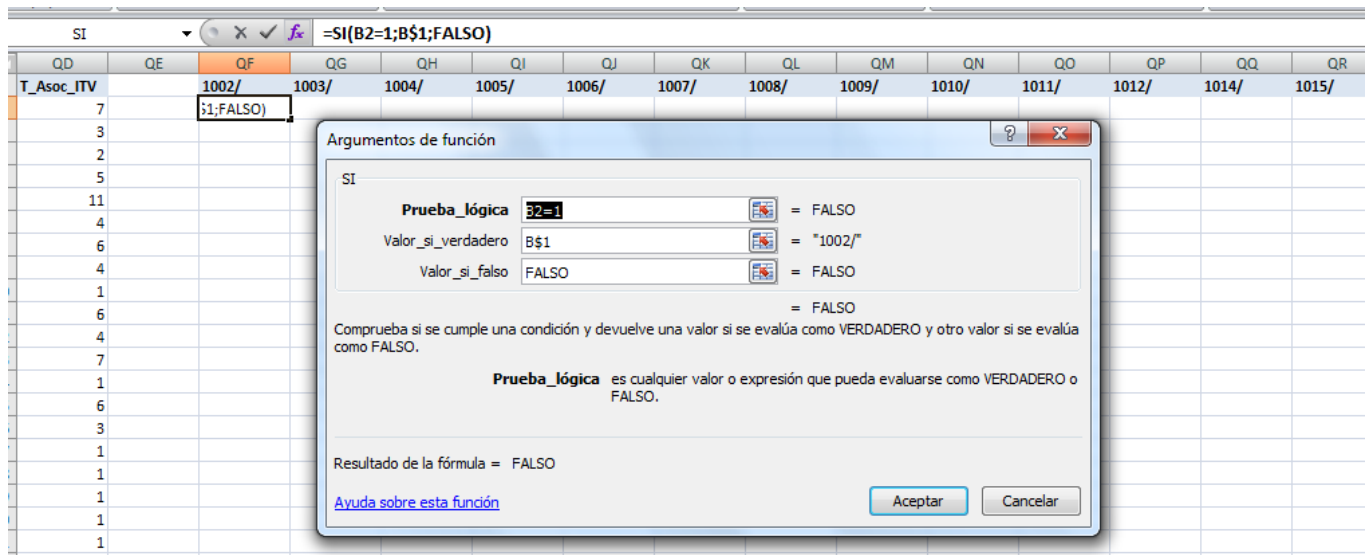 SI =SI(B2=1;B$1;FALSO)
QD QE QF QG QH QI QJ QK QL QM QN QO QP QQ QR
T_Asoc_ITV 1002/ 1003/ 1004/ 1005/ 1006/ 1007/ 1008/ 1009/ 1010/ 1011/ 1012/ 1014/ 1015/
7 $1;FALSO)
3
2
5
11
4
6
4
1
6
4
7
1
6
3
1
1
1
1
1
Argumentos de función
SI
Prueba_lógica B2=1 = FALSO
Valor_si_verdadero B$1 = "1002/"
Valor_si_falso FALSO = FALSO
= FALSO
Comprueba si se cumple una condición y devuelve una valor si se evalúa como VERDADERO y otro valor si se evalúa
como FALSO.
Prueba_lógica es cualquier valor o expresión que pueda evaluarse como VERDADERO o
FALSO.
Resultado de la fórmula = FALSO
Ayuda sobre esta función
Aceptar Cancelar